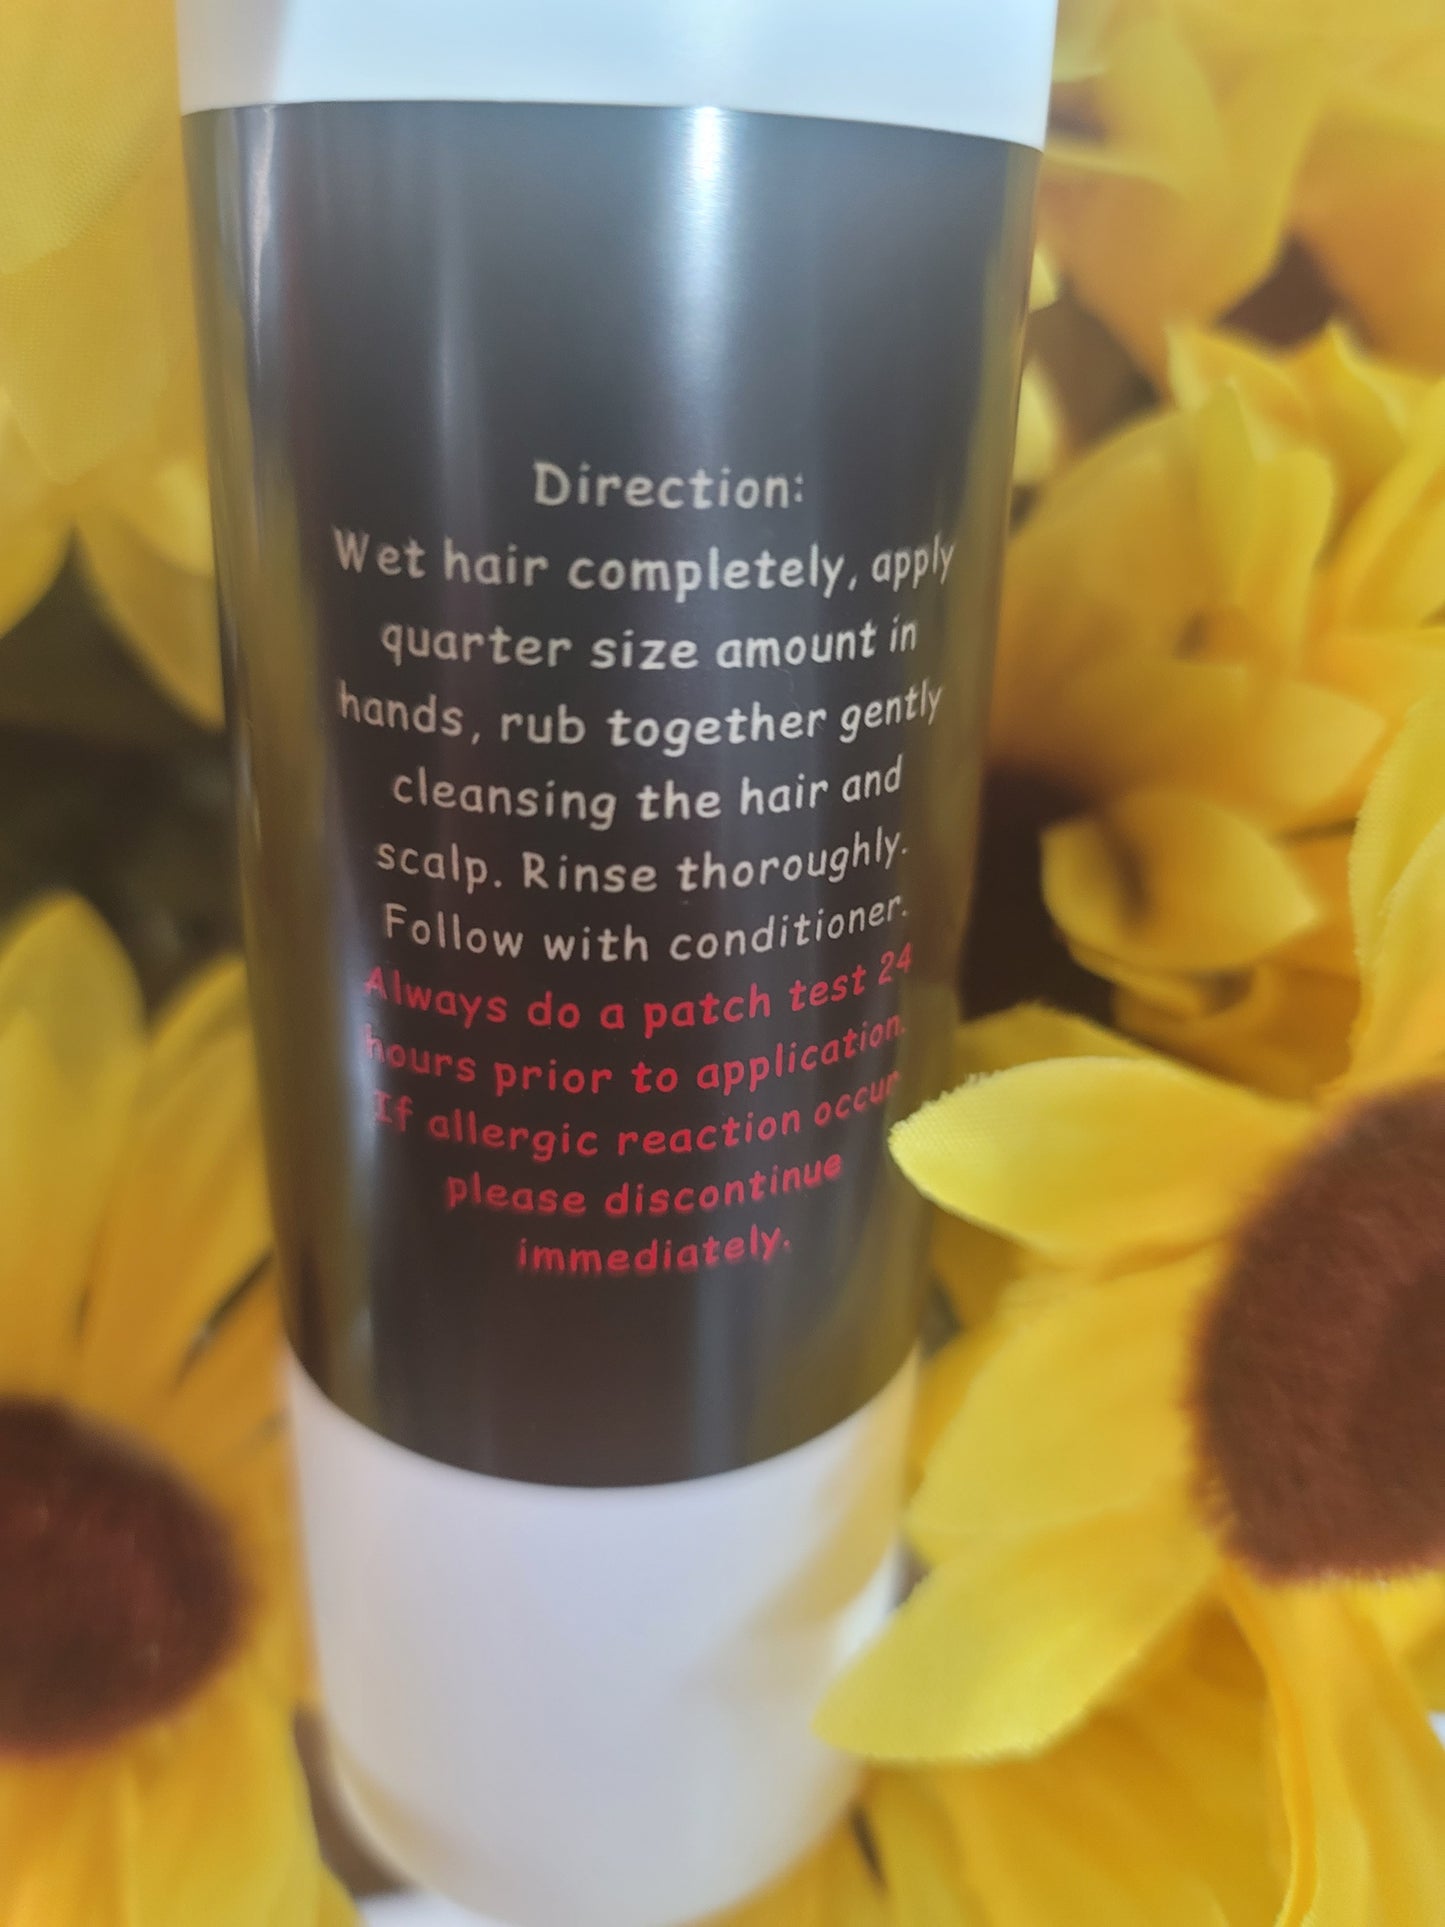 Direction:
Wet hair completely, apply
quarter size amount in
hands, rub together gently
cleansing the hair and
scalp. Rinse thoroughly.
Follow with conditioner.
Always do a patch test 24
hours prior to application.
If allergic reaction occur
please discontinue
immediately.